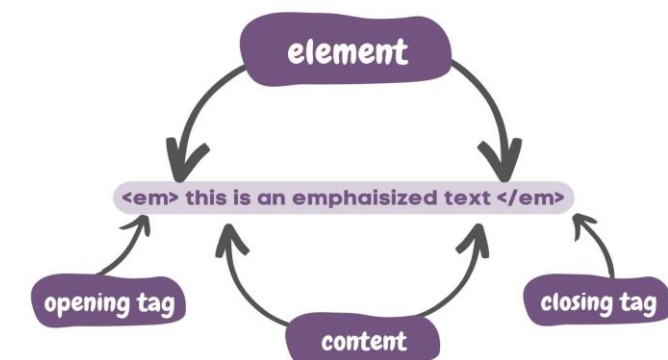 element
<em> this is an emphaisized text </em>
opening tag
closing tag
content